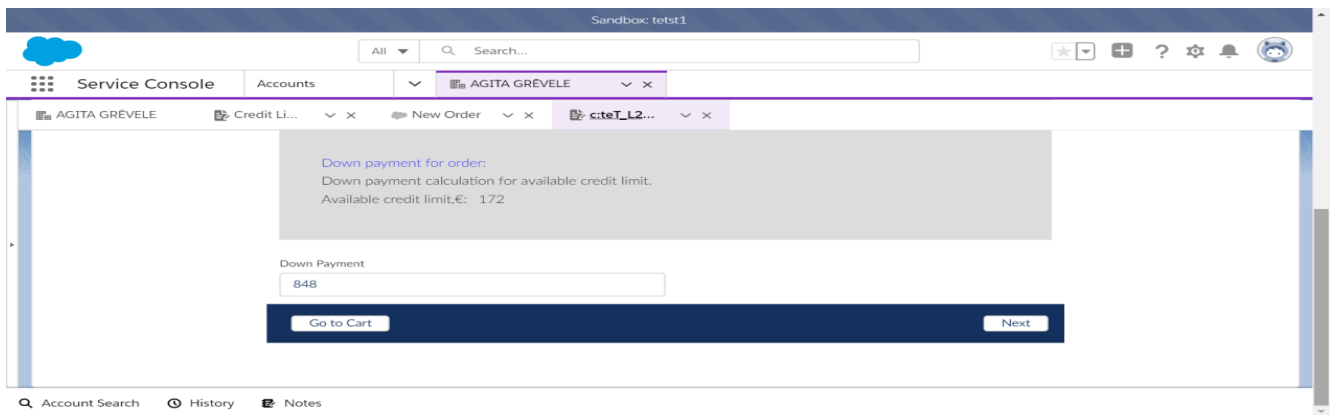 Sandbox: tetst1
All Search...
Service Console Accounts AGITA GRĒVELE
AGITA GRĒVELE Credit Li... New Order c:teT_L2...
Down payment for order:
Down payment calculation for available credit limit.
Available credit limit,€: 172
Down Payment
848
Go to Cart Next
Account Search History Notes